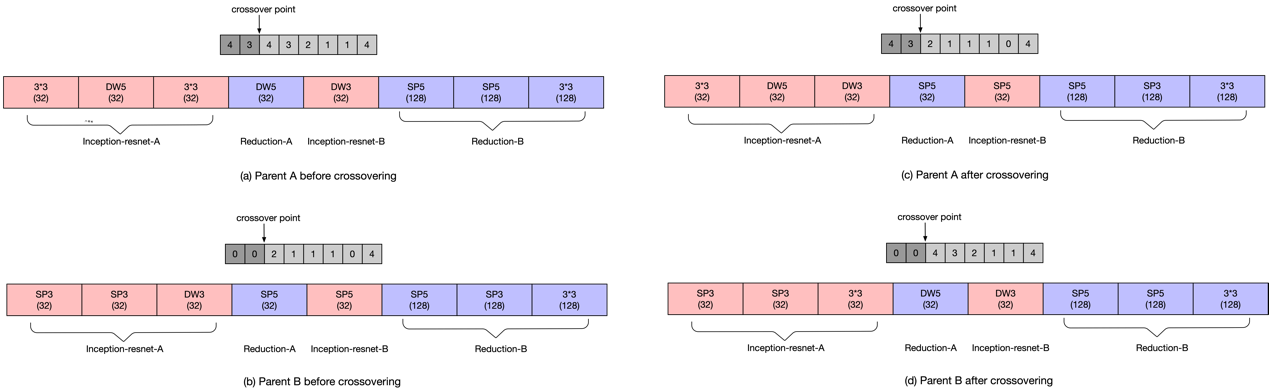 crossover point
4 3 4 3 2 1 1 4
3*3 DW5 3*3 DW5 DW3 SP5 SP5 3*3
(32) (32) (32) (32) (32) (128) (128) (128)
Inception-resnet-A Reduction-A Inception-resnet-B Reduction-B
(a) Parent A before crossovering
crossover point
0 0 2 1 1 1 0 4
SP3 SP3 DW3 SP5 SP5 SP5 SP3 3*3
(32) (32) (32) (32) (32) (128) (128) (128)
Inception-resnet-A Reduction-A Inception-resnet-B Reduction-B
(b) Parent B before crossovering
crossover point
4 3 2 1 1 1 0 4
3*3 DW5 DW3 SP5 SP5 SP5 SP3 3*3
(32) (32) (32) (32) (32) (128) (128) (128)
Inception-resnet-A Reduction-A Inception-resnet-B Reduction-B
(c) Parent A after crossovering
crossover point
0 0 4 3 2 1 1 4
SP3 SP3 3*3 DW5 DW3 SP5 SP5 3*3
(32) (32) (32) (32) (32) (128) (128) (128)
Inception-resnet-A Reduction-A Inception-resnet-B Reduction-B
(d) Parent B after crossovering